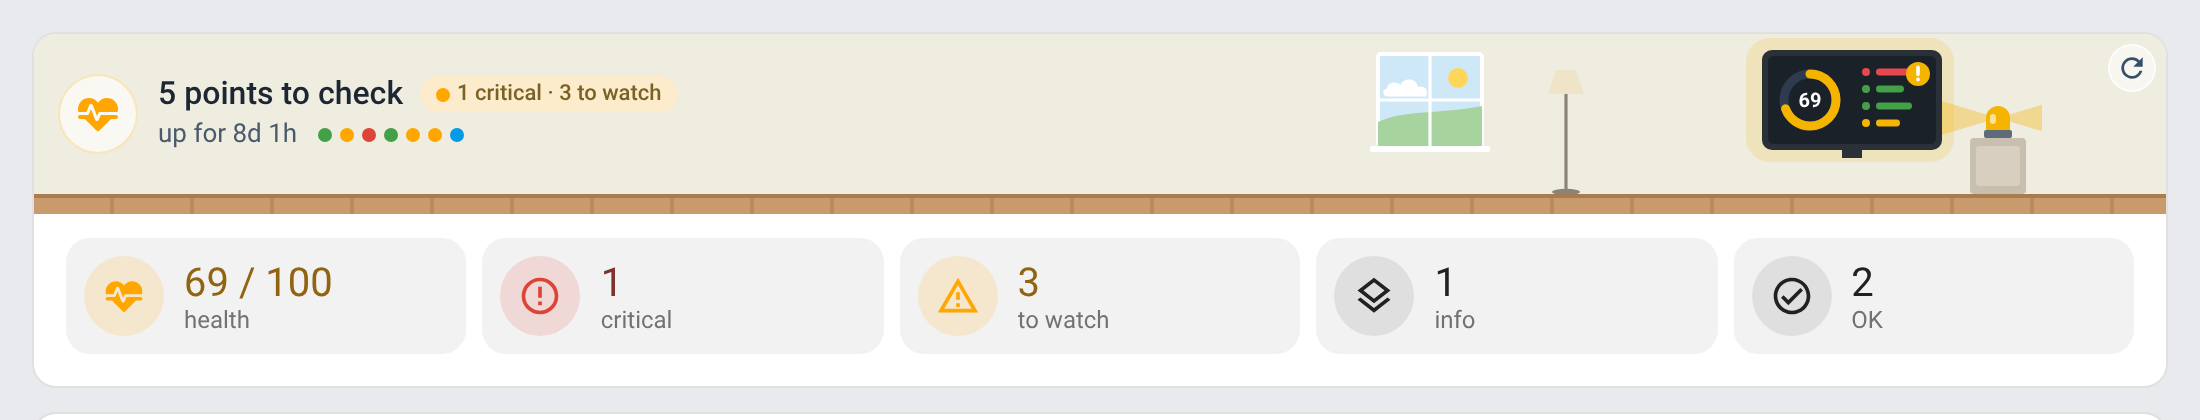 5 points to check
1 critical · 3 to watch
up for 8d 1h
69
69 / 100
health
1
critical
3
to watch
1
info
2
OK